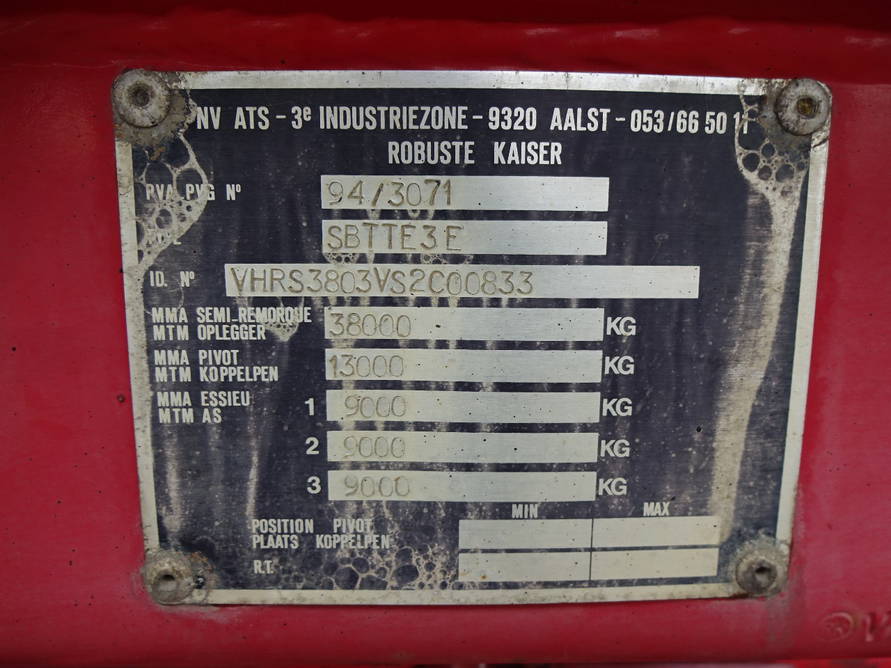 NV ATS - 3e INDUSTRIEZONE - 9320 AALST - 053/66 50 11
ROBUSTE KAISER
PVA PVG N° 94/3071
SBTTE3E
ID. N° VHRS3803VS2C00833
MMA SEMI-REMORQUE
MTM OPLEGGER 38000 KG
MMA PIVOT
MTM KOPPELPEN 13000 KG
MMA ESSIEU
MTM AS 1 9000 KG
2 9000 KG
3 9000 KG
MIN MAX
POSITION PIVOT
PLAATS KOPPELPEN
R.T.